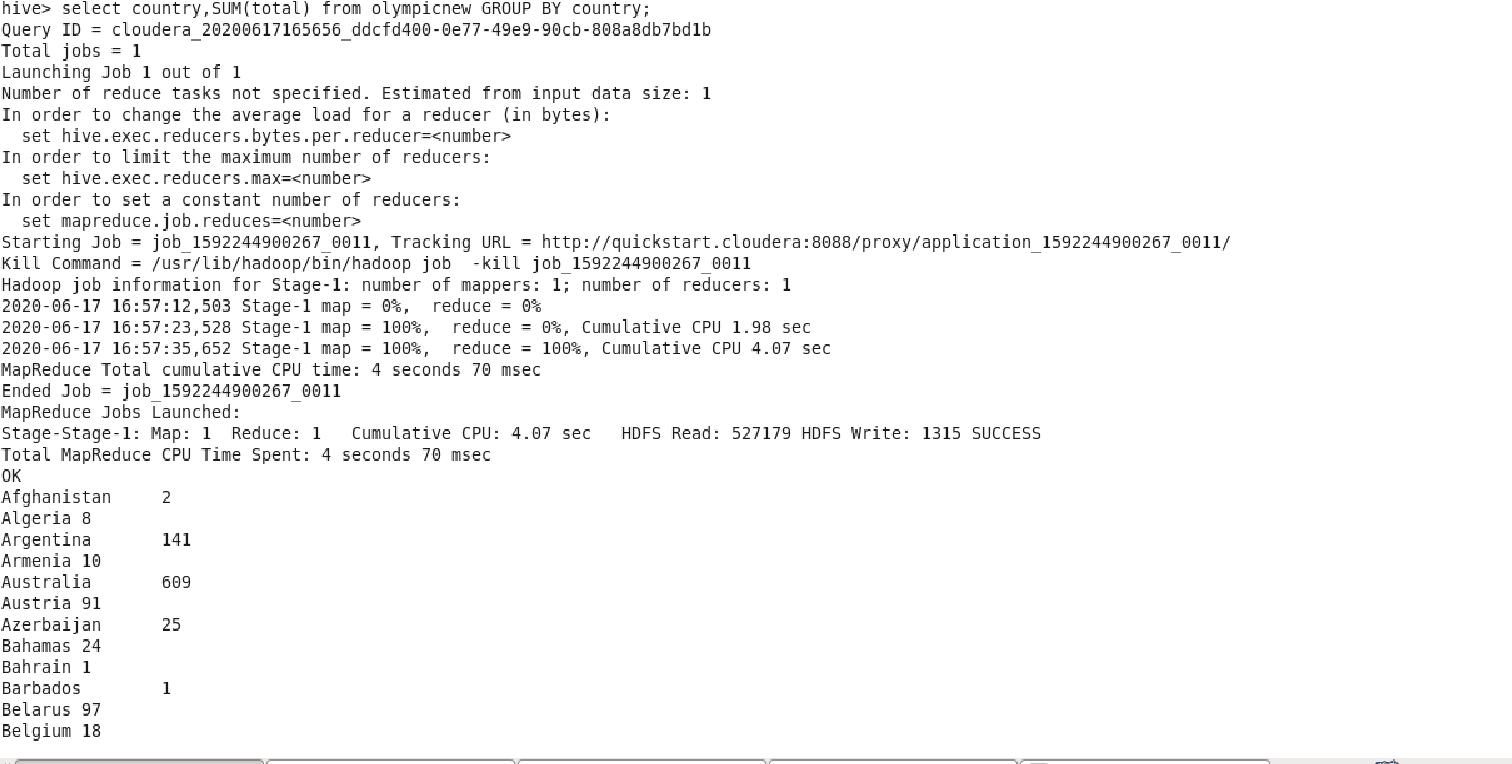 hive> select country,SUM(total) from olympicnew GROUP BY country;
Query ID = cloudera_20200617165656_ddcfd400-0e77-49e9-90cb-808a8db7bd1b
Total jobs = 1
Launching Job 1 out of 1
Number of reduce tasks not specified. Estimated from input data size: 1
In order to change the average load for a reducer (in bytes):
  set hive.exec.reducers.bytes.per.reducer=<number>
In order to limit the maximum number of reducers:
  set hive.exec.reducers.max=<number>
In order to set a constant number of reducers:
  set mapreduce.job.reduces=<number>
Starting Job = job_1592244900267_0011, Tracking URL = http://quickstart.cloudera:8088/proxy/application_1592244900267_0011/
Kill Command = /usr/lib/hadoop/bin/hadoop job  -kill job_1592244900267_0011
Hadoop job information for Stage-1: number of mappers: 1; number of reducers: 1
2020-06-17 16:57:12,503 Stage-1 map = 0%,  reduce = 0%
2020-06-17 16:57:23,528 Stage-1 map = 100%,  reduce = 0%, Cumulative CPU 1.98 sec
2020-06-17 16:57:35,652 Stage-1 map = 100%,  reduce = 100%, Cumulative CPU 4.07 sec
MapReduce Total cumulative CPU time: 4 seconds 70 msec
Ended Job = job_1592244900267_0011
MapReduce Jobs Launched:
Stage-Stage-1: Map: 1  Reduce: 1   Cumulative CPU: 4.07 sec   HDFS Read: 527179 HDFS Write: 1315 SUCCESS
Total MapReduce CPU Time Spent: 4 seconds 70 msec
OK
Afghanistan     2
Algeria 8
Argentina       141
Armenia 10
Australia       609
Austria 91
Azerbaijan      25
Bahamas 24
Bahrain 1
Barbados        1
Belarus 97
Belgium 18